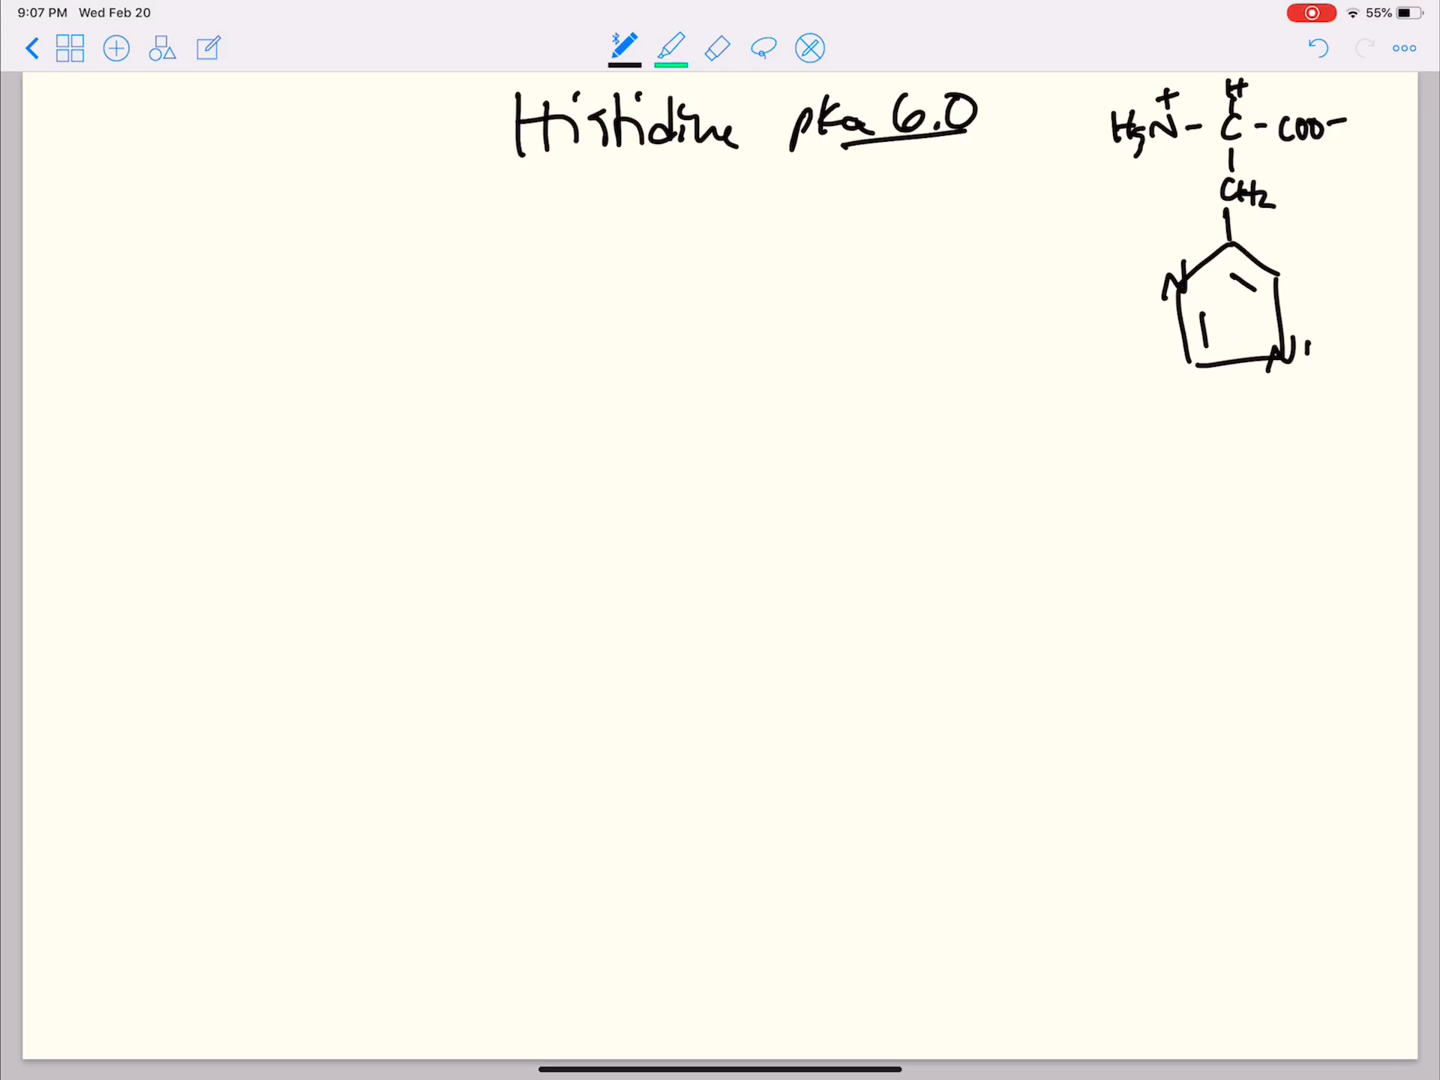 9:07 PM Wed Feb 20
55%
Histidine pka 6.0
H
H3N+ - C - COO-
CH2
N
N